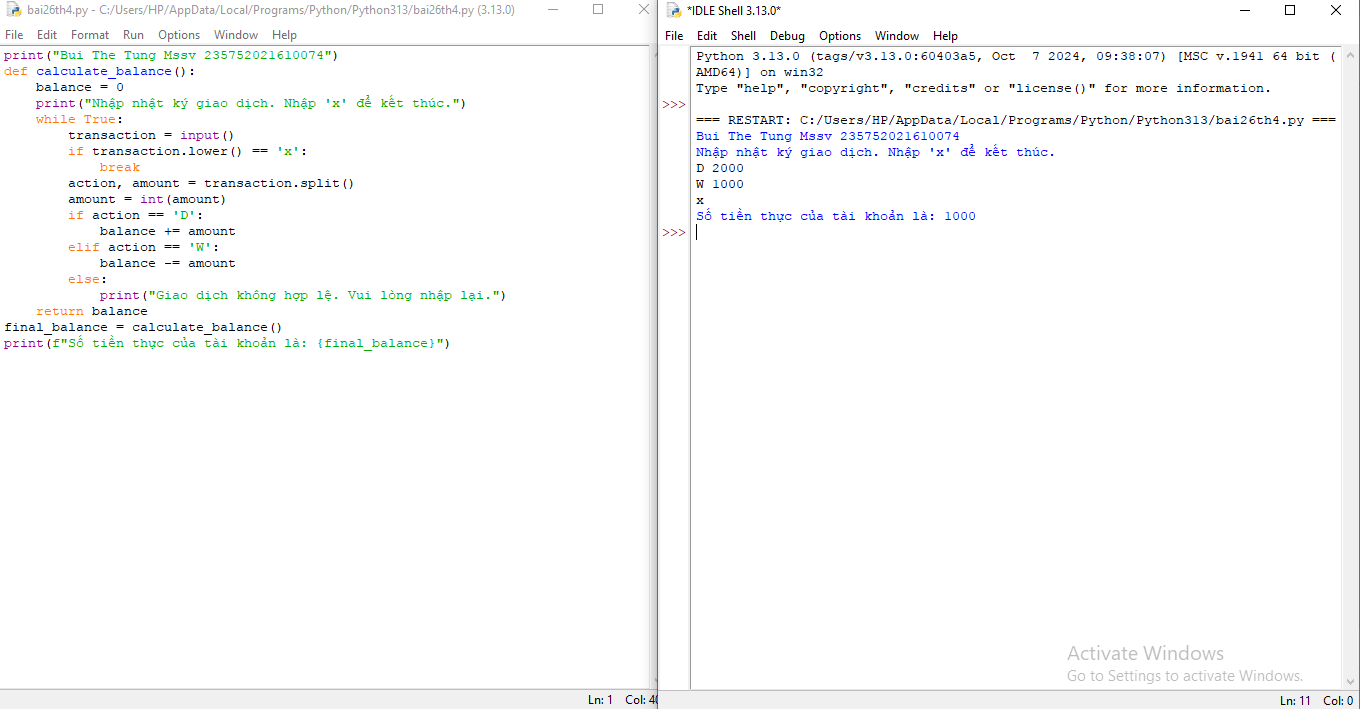 bai26th4.py - C:/Users/HP/AppData/Local/Programs/Python/Python313/bai26th4.py (3.13.0)
File Edit Format Run Options Window Help
print("Bui The Tung Mssv 235752021610074")
def calculate_balance():
    balance = 0
    print("Nhập nhật ký giao dịch. Nhập 'x' để kết thúc.")
    while True:
        transaction = input()
        if transaction.lower() == 'x':
            break
        action, amount = transaction.split()
        amount = int(amount)
        if action == 'D':
            balance += amount
        elif action == 'W':
            balance -= amount
        else:
            print("Giao dịch không hợp lệ. Vui lòng nhập lại.")
    return balance
final_balance = calculate_balance()
print(f"Số tiền thực của tài khoản là: {final_balance}")
Ln: 1 Col: 40
*IDLE Shell 3.13.0*
File Edit Shell Debug Options Window Help
Python 3.13.0 (tags/v3.13.0:60403a5, Oct  7 2024, 09:38:07) [MSC v.1941 64 bit (
AMD64)] on win32
Type "help", "copyright", "credits" or "license()" for more information.
>>>
=== RESTART: C:/Users/HP/AppData/Local/Programs/Python/Python313/bai26th4.py ===
Bui The Tung Mssv 235752021610074
Nhập nhật ký giao dịch. Nhập 'x' để kết thúc.
D 2000
W 1000
x
Số tiền thực của tài khoản là: 1000
>>>
Activate Windows
Go to Settings to activate Windows.
Ln: 11 Col: 0